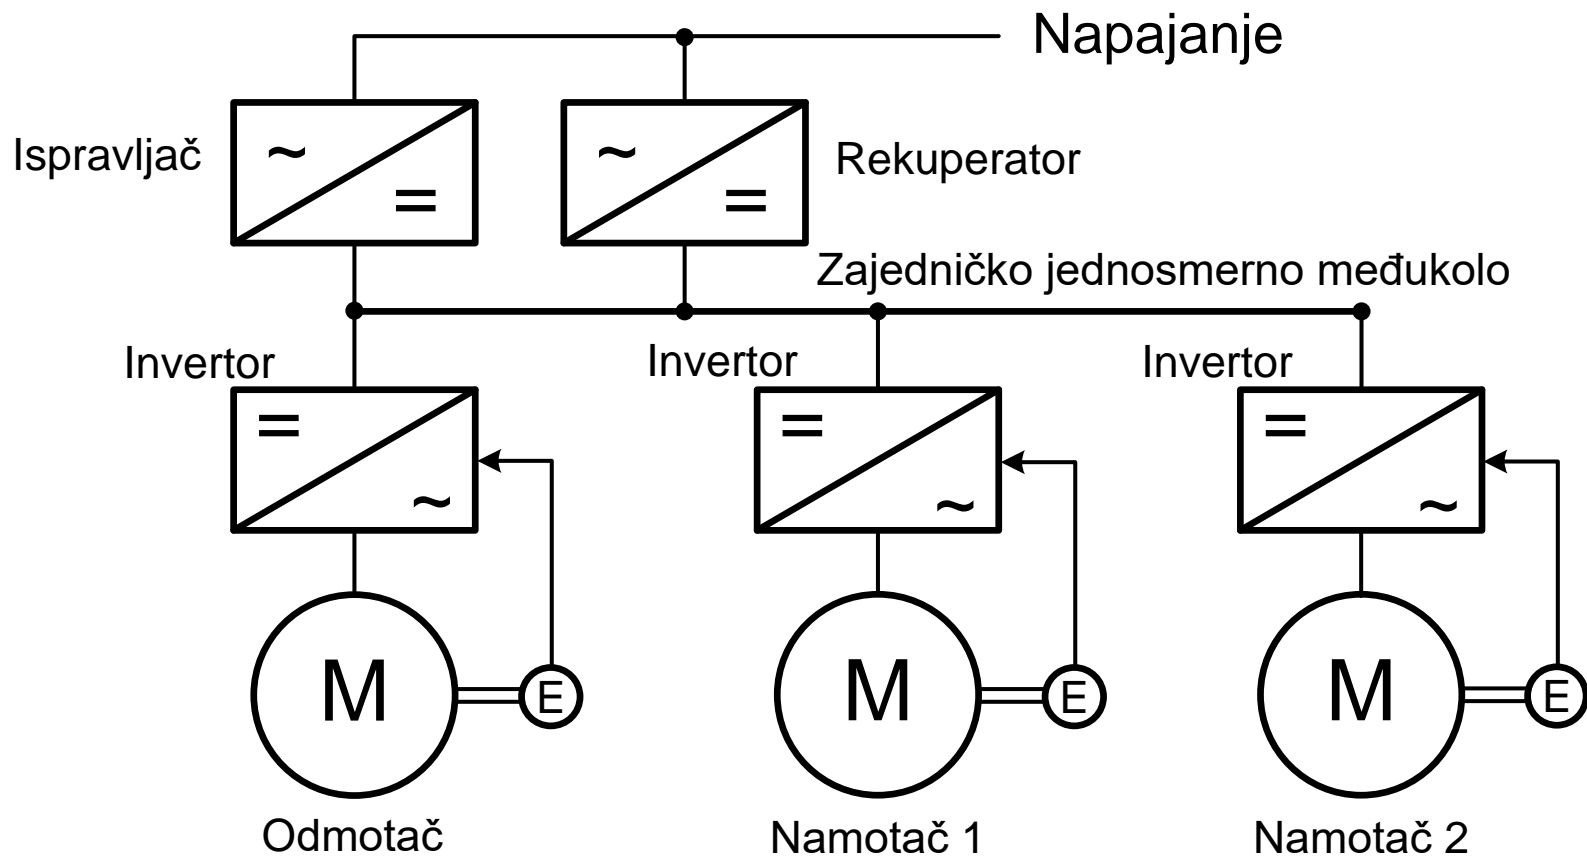 Napajanje
Ispravljač
~
=
~
=
Rekuperator
Zajedničko jednosmerno međukolo
Invertor
=
~
Invertor
=
~
Invertor
=
~
M
E
M
E
M
E
Odmotač
Namotač 1
Namotač 2